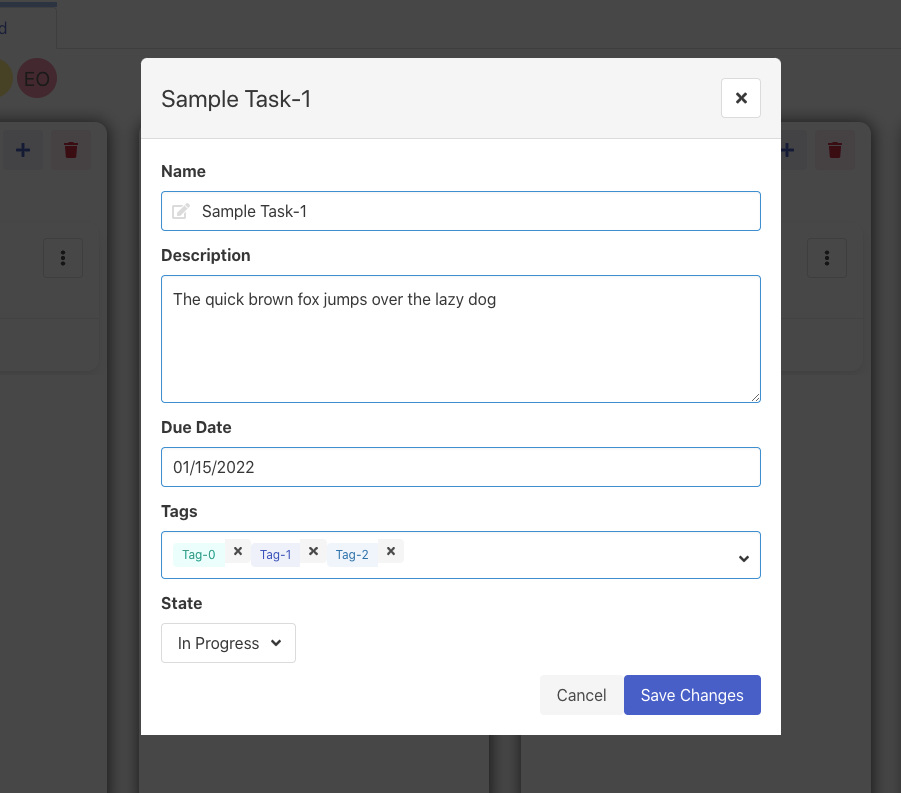 d
EO
Sample Task-1
Name
Sample Task-1
Description
The quick brown fox jumps over the lazy dog
Due Date
01/15/2022
Tags
Tag-0 Tag-1 Tag-2
State
In Progress
Cancel Save Changes